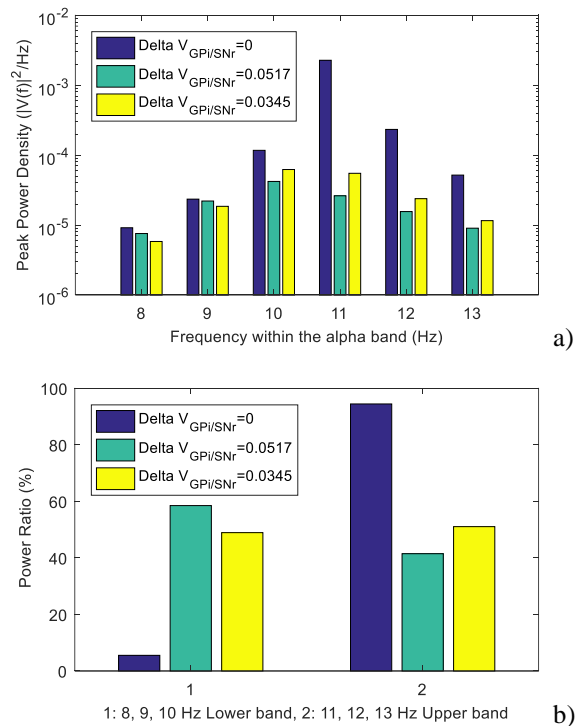 10^-2
10^-3
10^-4
10^-5
10^-6
Peak Power Density (|V(f)|^2/Hz)
Delta V_GPi/SNr=0
Delta V_GPi/SNr=0.0517
Delta V_GPi/SNr=0.0345
8 9 10 11 12 13
Frequency within the alpha band (Hz)
a)
100
80
60
40
20
0
Power Ratio (%)
Delta V_GPi/SNr=0
Delta V_GPi/SNr=0.0517
Delta V_GPi/SNr=0.0345
1 2
1: 8, 9, 10 Hz Lower band, 2: 11, 12, 13 Hz Upper band
b)